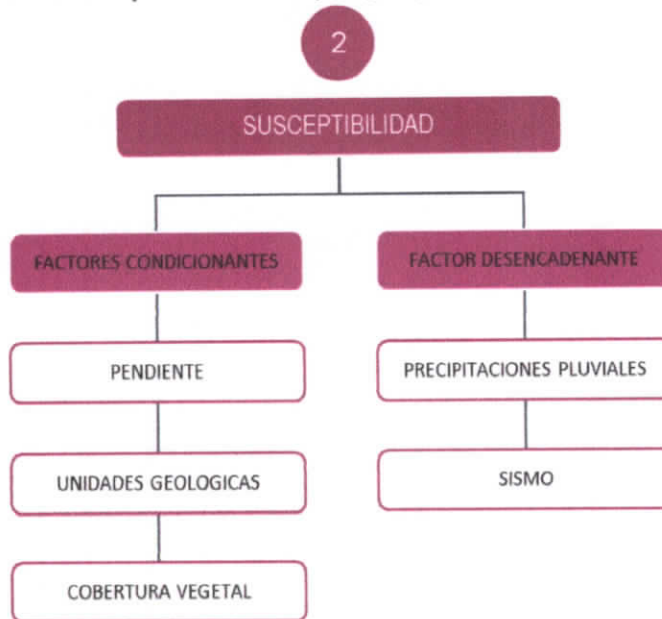 2
SUSCEPTIBILIDAD
FACTORES CONDICIONANTES
FACTOR DESENCADENANTE
PENDIENTE
PRECIPITACIONES PLUVIALES
UNIDADES GEOLOGICAS
SISMO
COBERTURA VEGETAL